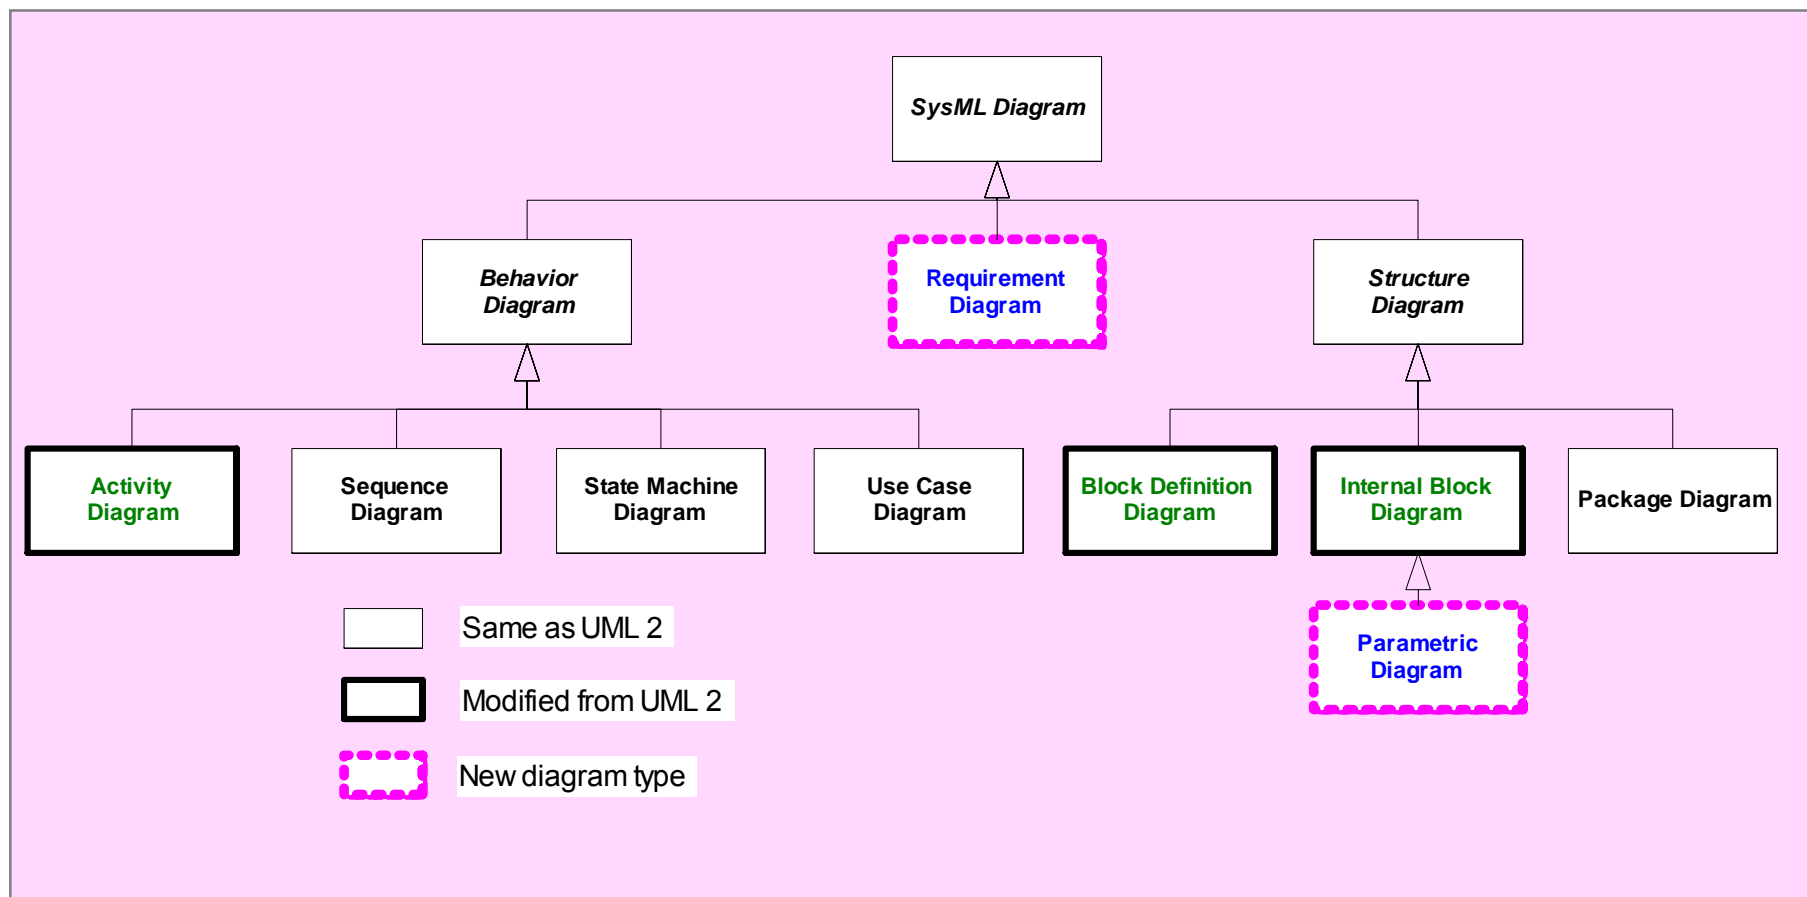 SysML Diagram
Behavior
Diagram
Requirement
Diagram
Structure
Diagram
Activity
Diagram
Sequence
Diagram
State Machine
Diagram
Use Case
Diagram
Block Definition
Diagram
Internal Block
Diagram
Package Diagram
Parametric
Diagram
Same as UML 2
Modified from UML 2
New diagram type